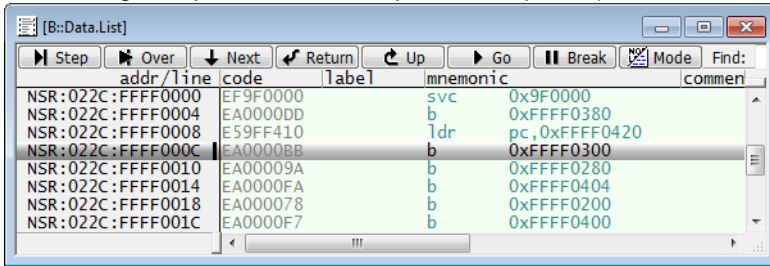 [B::Data.List]
Step Over Next Return Up Go Break Mode Find:
addr/line code label mnemonic commen
NSR:022C:FFFF0000 EF9F0000 svc 0x9F0000
NSR:022C:FFFF0004 EA0000DD b 0xFFFF0380
NSR:022C:FFFF0008 E59FF410 ldr pc,0xFFFF0420
NSR:022C:FFFF000C EA0000BB b 0xFFFF0300
NSR:022C:FFFF0010 EA00009A b 0xFFFF0280
NSR:022C:FFFF0014 EA0000FA b 0xFFFF0404
NSR:022C:FFFF0018 EA000078 b 0xFFFF0200
NSR:022C:FFFF001C EA0000F7 b 0xFFFF0400